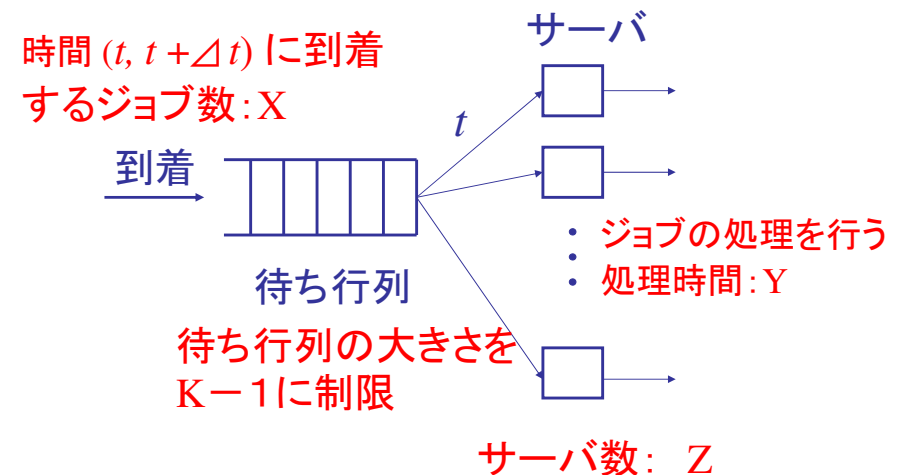 時間 (t, t +⊿ t) に到着
するジョブ数:X
サーバ
t
到着
・ ジョブの処理を行う
・
・ 処理時間:Y
待ち行列
待ち行列の大きさを
K－1に制限
サーバ数: Z